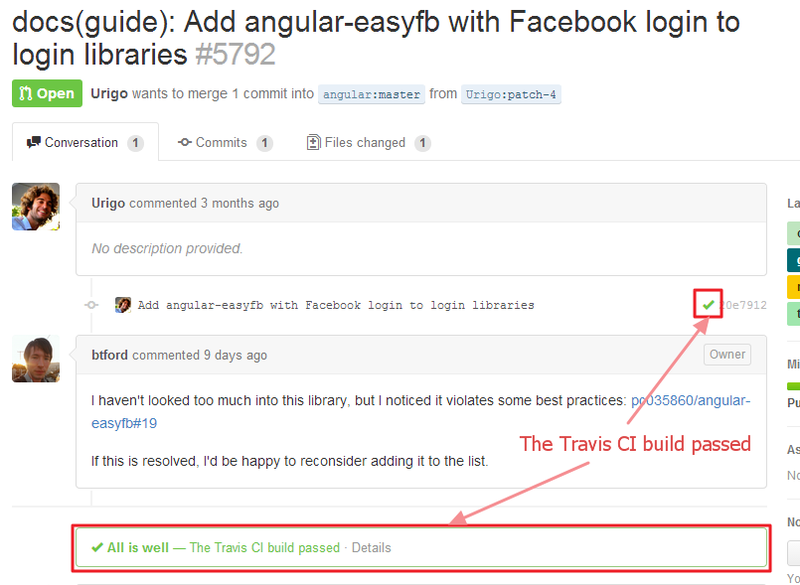 docs(guide): Add angular-easyfb with Facebook login to
login libraries #5792
Open Urigo wants to merge 1 commit into angular:master from Urigo:patch-4
Conversation 1 Commits 1 Files changed 1
Urigo commented 3 months ago
La
No description provided.
Add angular-easyfb with Facebook login to login libraries 20e7912
btford commented 9 days ago Owner
Mi
I haven't looked too much into this library, but I noticed it violates some best practices: pc035860/angular-
easyfb#19
Pu
The Travis CI build passed
As
If this is resolved, I'd be happy to reconsider adding it to the list.
No
No
All is well — The Travis CI build passed · Details
Yo